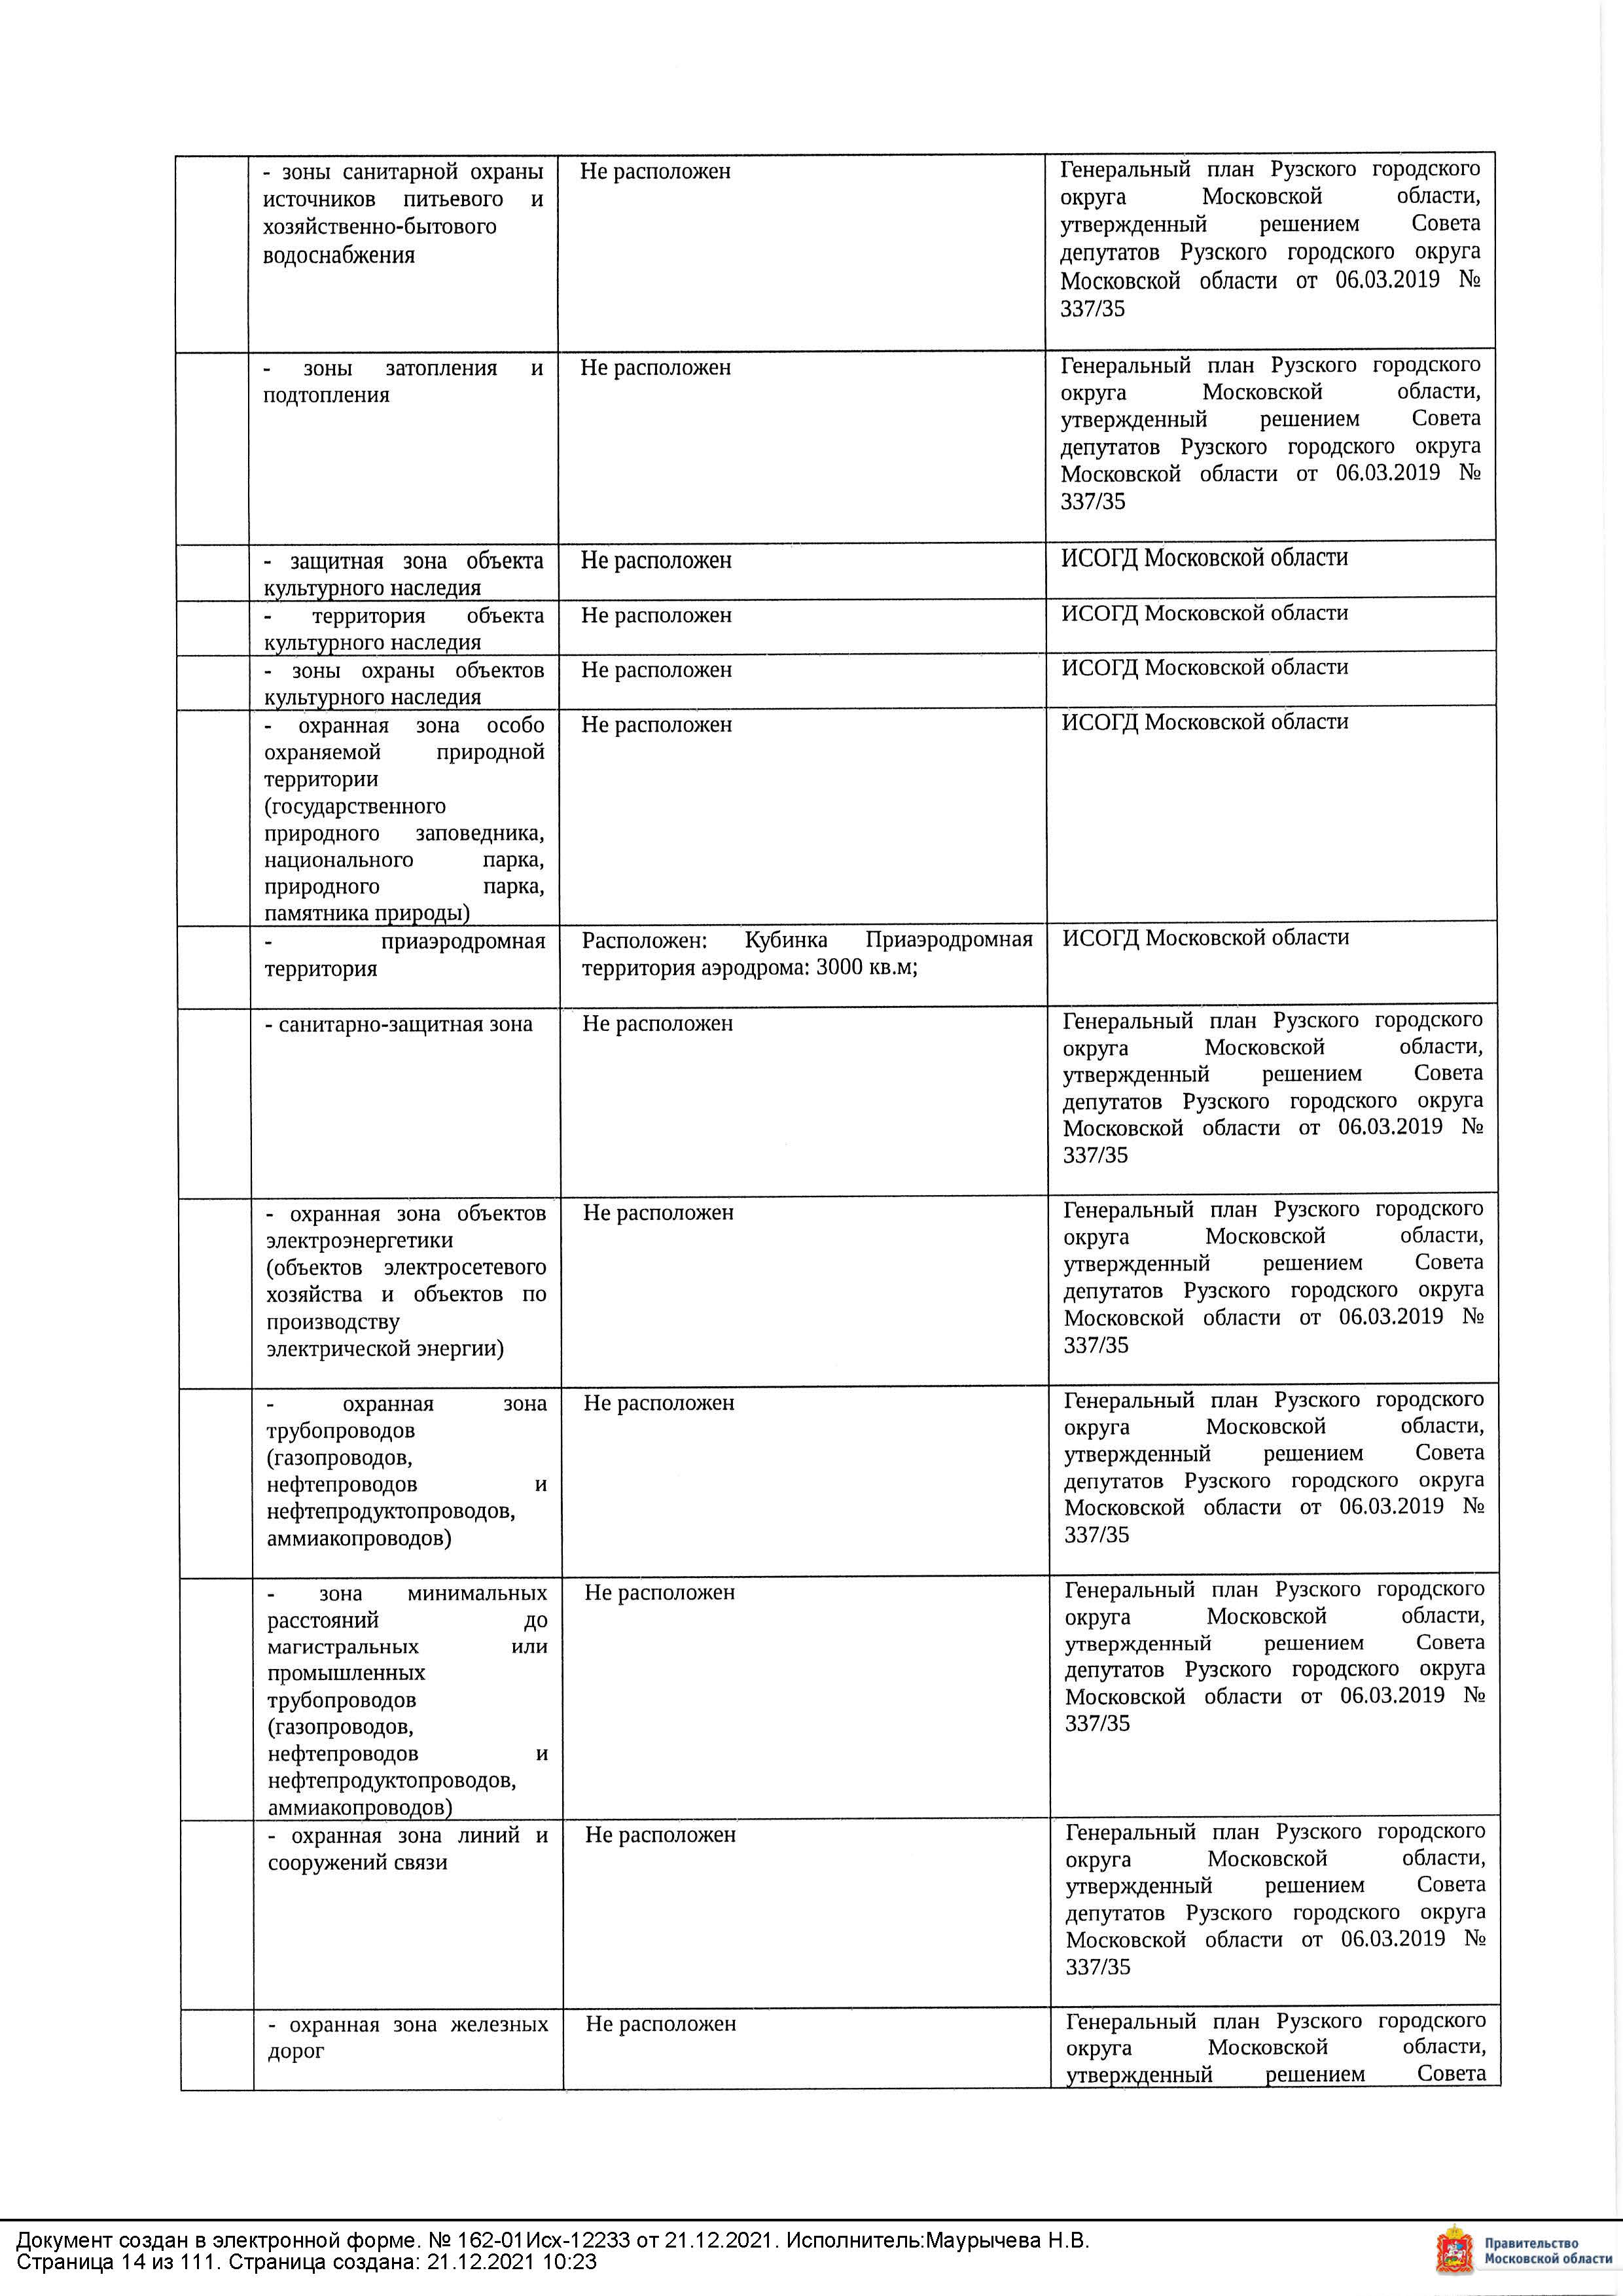 - зоны санитарной охраны
источников питьевого и
хозяйственно-бытового
водоснабжения
Не расположен
Генеральный план Рузского городского
округа Московской области,
утвержденный решением Совета
депутатов Рузского городского округа
Московской области от 06.03.2019 №
337/35
- зоны затопления и
подтопления
Не расположен
Генеральный план Рузского городского
округа Московской области,
утвержденный решением Совета
депутатов Рузского городского округа
Московской области от 06.03.2019 №
337/35
- защитная зона объекта
культурного наследия
Не расположен
ИСОГД Московской области
- территория объекта
культурного наследия
Не расположен
ИСОГД Московской области
- зоны охраны объектов
культурного наследия
Не расположен
ИСОГД Московской области
- охранная зона особо
охраняемой природной
территории
(государственного
природного заповедника,
национального парка,
природного парка,
памятника природы)
Не расположен
ИСОГД Московской области
- приаэродромная
территория
Расположен: Кубинка Приаэродромная
территория аэродрома: 3000 кв.м;
ИСОГД Московской области
- санитарно-защитная зона
Не расположен
Генеральный план Рузского городского
округа Московской области,
утвержденный решением Совета
депутатов Рузского городского округа
Московской области от 06.03.2019 №
337/35
- охранная зона объектов
электроэнергетики
(объектов электросетевого
хозяйства и объектов по
производству
электрической энергии)
Не расположен
Генеральный план Рузского городского
округа Московской области,
утвержденный решением Совета
депутатов Рузского городского округа
Московской области от 06.03.2019 №
337/35
- охранная зона
трубопроводов
(газопроводов,
нефтепроводов и
нефтепродуктопроводов,
аммиакопроводов)
Не расположен
Генеральный план Рузского городского
округа Московской области,
утвержденный решением Совета
депутатов Рузского городского округа
Московской области от 06.03.2019 №
337/35
- зона минимальных
расстояний до
магистральных или
промышленных
трубопроводов
(газопроводов,
нефтепроводов и
нефтепродуктопроводов,
аммиакопроводов)
Не расположен
Генеральный план Рузского городского
округа Московской области,
утвержденный решением Совета
депутатов Рузского городского округа
Московской области от 06.03.2019 №
337/35
- охранная зона линий и
сооружений связи
Не расположен
Генеральный план Рузского городского
округа Московской области,
утвержденный решением Совета
депутатов Рузского городского округа
Московской области от 06.03.2019 №
337/35
- охранная зона железных
дорог
Не расположен
Генеральный план Рузского городского
округа Московской области,
утвержденный решением Совета
Документ создан в электронной форме. № 162-01Исх-12233 от 21.12.2021. Исполнитель:Маурычева Н.В.
Страница 14 из 111. Страница создана: 21.12.2021 10:23
Правительство
Московской области